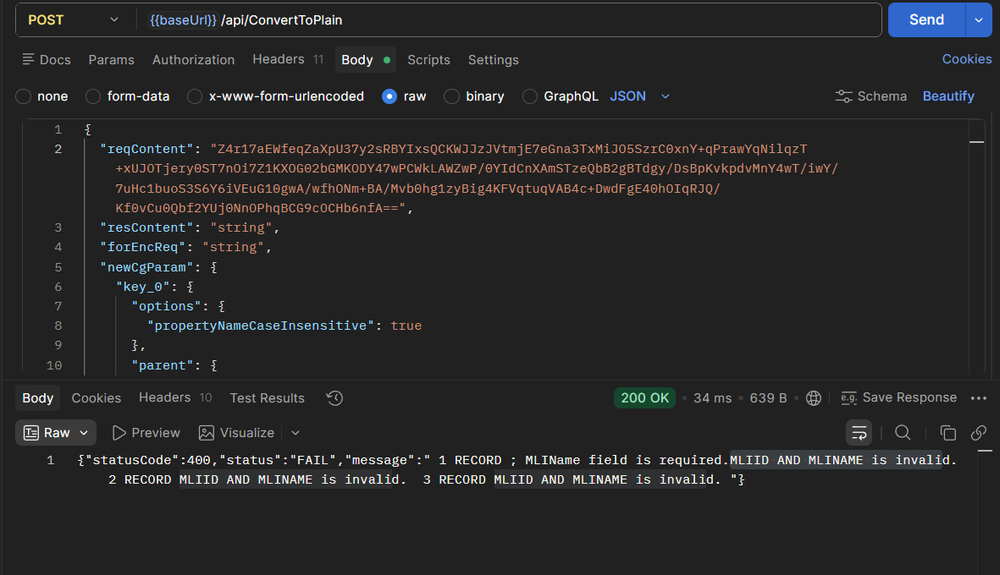 POST {{baseUrl}} /api/ConvertToPlain Send
Docs Params Authorization Headers 11 Body Scripts Settings Cookies
none form-data x-www-form-urlencoded raw binary GraphQL JSON Schema Beautify
1 {
2 "reqContent": "Z4r17aEWfeqZaXpU37y2sRBYIxsQCKWJJzJVtmjE7eGna3TxMiJO5SzrC0xnY+qPrawYqNilqzT
+xUJOTjery0ST7nOi7Z1KXOG02bGMKODY47wPCWkLAWZwP/0YIdCnXAmSTzeQbB2gBTdgy/DsBpKvkpdvMnY4wT/iwY/
7uHc1buoS3S6Y6iVEuG10gwA/wfhONm+BA/Mvb0hg1zyBig4KFVqtuqVAB4c+DwdFgE40hOIqRJQ/
Kf0vCu0Qbf2YUj0NnOPhqBCG9cOCHb6nfA==",
3 "resContent": "string",
4 "forEncReq": "string",
5 "newCgParam": {
6 "key_0": {
7 "options": {
8 "propertyNameCaseInsensitive": true
9 },
10 "parent": {
Body Cookies Headers 10 Test Results 200 OK • 34 ms • 639 B • e.g. Save Response
Raw Preview Visualize
1 {"statusCode":400,"status":"FAIL","message":" 1 RECORD ; MLIName field is required.MLIID AND MLINAME is invalid.
2 RECORD MLIID AND MLINAME is invalid.  3 RECORD MLIID AND MLINAME is invalid. "}